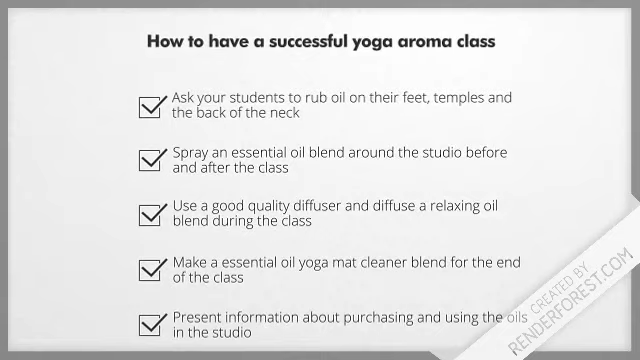 How to have a successful yoga aroma class
Ask your students to rub oil on their feet, temples and
the back of the neck
Spray an essential oil blend around the studio before
and after the class
Use a good quality diffuser and diffuse a relaxing oil
blend during the class
Make a essential oil yoga mat cleaner blend for the end
of the class
Present information about purchasing and using the oils
in the studio
CREATED BY
RENDERFOREST.COM